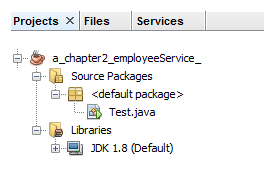 Projects x Files Services
a_chapter2_employeeService_
Source Packages
<default package>
Test.java
Libraries
JDK 1.8 (Default)